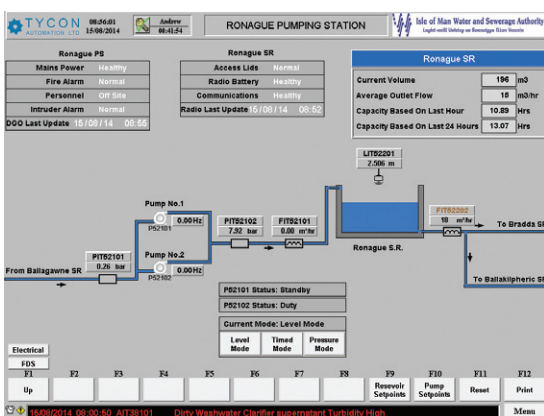 TYCON
AUTOMATION LTD
08:56:01
15/08/2014
Andrew
08:41:54
RONAGUE PUMPING STATION
Isle of Man Water and Sewerage Authority
Ronague PS
Mains Power Healthy
Fire Alarm Normal
Personnel Off Site
Intruder Alarm Normal
DGO Last Update 15/08/14 08:55
Ronague SR
Access Lids Normal
Radio Battery Healthy
Communications Healthy
Radio Last Update 15/08/14 08:52
Ronague SR
Current Volume 196 m3
Average Outlet Flow 15 m3/hr
Capacity Based On Last Hour 10.89 Hrs
Capacity Based On Last 24 Hours 13.07 Hrs
LIT52201
2.506 m
Pump No.1
P52101
0.00Hz
PIT52102
7.92 bar
FIT52101
0.00 m³/hr
FIT52202
18 m³/hr
To Bradda SR
Ronague S.R.
Pump No.2
P52102
0.00Hz
PIT52101
0.26 bar
From Ballagawne SR
To Ballakilpheric SR
P52101 Status: Standby
P52102 Status: Duty
Current Mode: Level Mode
Level Mode
Timed Mode
Pressure Mode
Electrical
FDS
F1 F2 F3 F4 F5 F6 F7 F8 F9 F10 F11 F12
Up
Resevoir Setpoints
Pump Setpoints
Reset
Print
15/08/2014 08:00:50 AIT38101 Dirty Washwater Clarifier supernatant Turbidity High
Menu